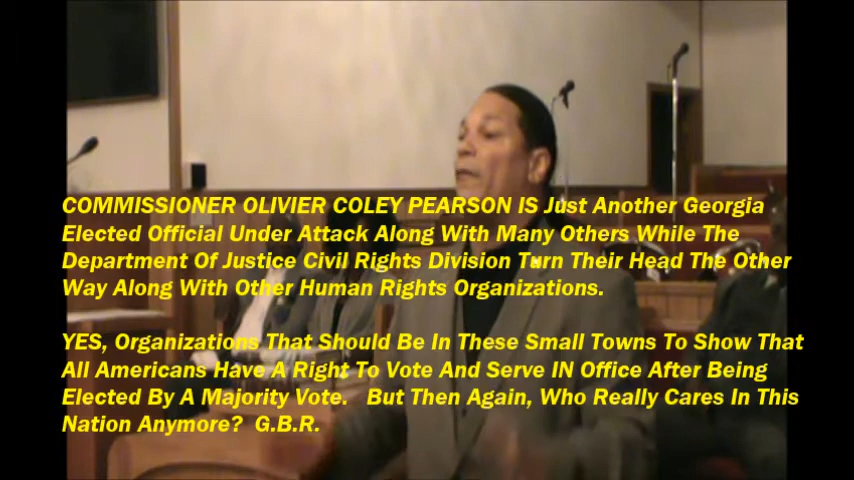 COMMISSIONER OLIVIER COLEY PEARSON IS Just Another Georgia
Elected Official Under Attack Along With Many Others While The
Department Of Justice Civil Rights Division Turn Their Head The Other
Way Along With Other Human Rights Organizations.
YES, Organizations That Should Be In These Small Towns To Show That
All Americans Have A Right To Vote And Serve IN Office After Being
Elected By A Majority Vote. But Then Again, Who Really Cares In This
Nation Anymore? G.B.R.